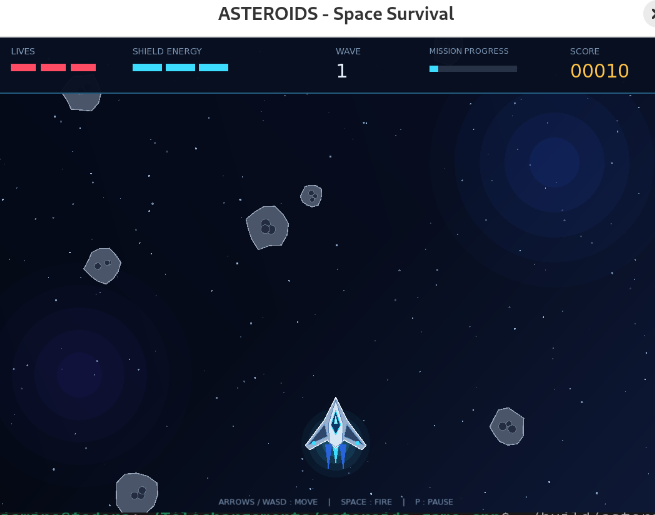 ASTEROIDS - Space Survival
LIVES SHIELD ENERGY WAVE MISSION PROGRESS SCORE
1 00010
ARROWS / WASD : MOVE | SPACE : FIRE | P : PAUSE